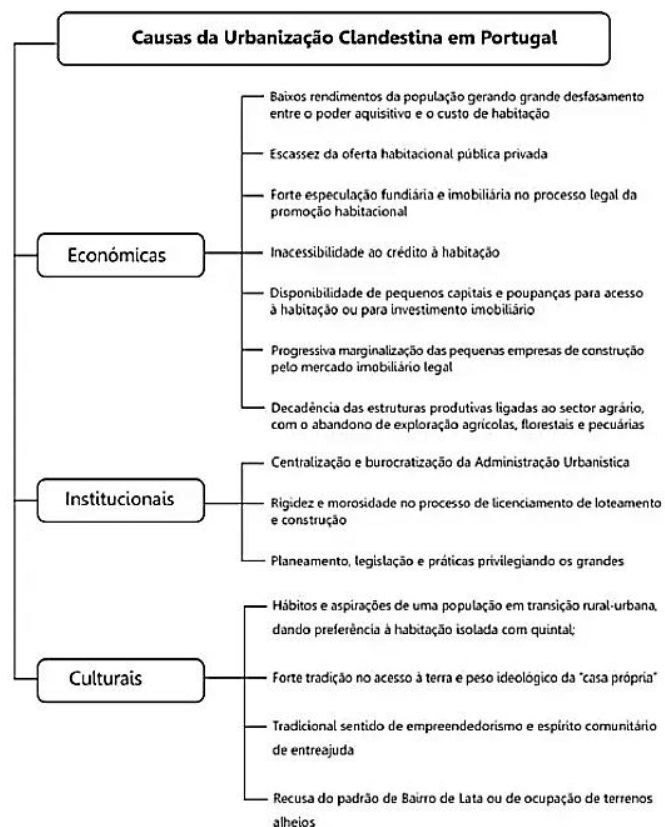 Causas da Urbanização Clandestina em Portugal
Económicas
Baixos rendimentos da população gerando grande desfasamento
entre o poder aquisitivo e o custo de habitação
Escassez da oferta habitacional pública privada
Forte especulação fundiária e imobiliária no processo legal da
promoção habitacional
Inacessibilidade ao crédito à habitação
Disponibilidade de pequenos capitais e poupanças para acesso
à habitação ou para investimento imobiliário
Progressiva marginalização das pequenas empresas de construção
pelo mercado imobiliário legal
Decadência das estruturas produtivas ligadas ao sector agrário,
com o abandono de exploração agrícolas, florestais e pecuárias
Institucionais
Centralização e burocratização da Administração Urbanística
Rigidez e morosidade no processo de licenciamento de loteamento
e construção
Planeamento, legislação e práticas privilegiando os grandes
Culturais
Hábitos e aspirações de uma população em transição rural-urbana,
dando preferência à habitação isolada com quintal;
Forte tradição no acesso à terra e peso ideológico da "casa própria"
Tradicional sentido de empreendedorismo e espírito comunitário
de entreajuda
Recusa do padrão de Bairro de Lata ou de ocupação de terrenos
alheios